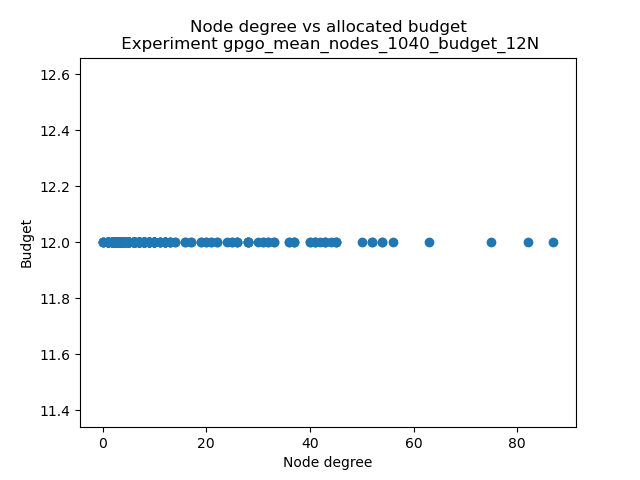 Node degree vs allocated budget
Experiment gpgo_mean_nodes_1040_budget_12N
12.6
12.4
12.2
12.0
11.8
11.6
11.4
Budget
0 20 40 60 80
Node degree